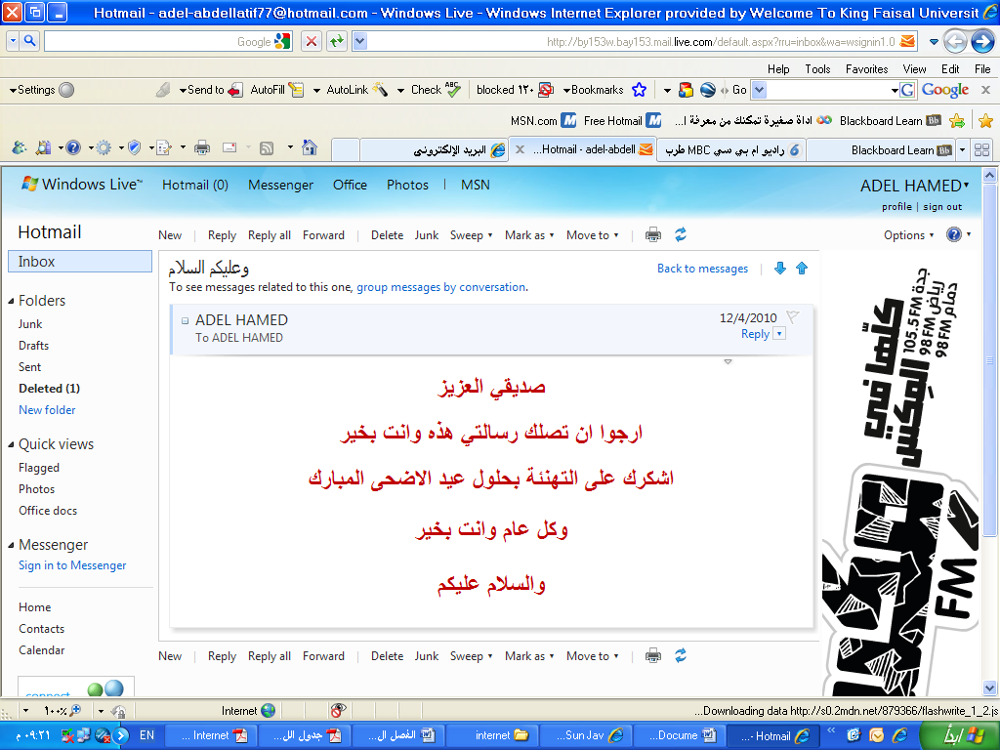 Hotmail - adel-abdellatif77@hotmail.com - Windows Live - Windows Internet Explorer provided by Welcome To King Faisal Universit
Google
http://by153w.bay153.mail.live.com/default.aspx?rru=inbox&wa=wsignin1.0
Help Tools Favorites View Edit File
Settings Send to AutoFill AutoLink Check ABC blocked ١٢٠ Bookmarks Go G Google
MSN.com Free Hotmail ...اداة صغيرة تمكنك من معرفة ا Blackboard Learn Bb
البريد الإلكتروني ...Hotmail - adel-abdell راديو ام بي سي MBC طرب Blackboard Learn Bb
Windows Live™ Hotmail (0) Messenger Office Photos | MSN
ADEL HAMED
profile | sign out
Hotmail
New | Reply Reply all Forward | Delete Junk Sweep Mark as Move to
Options
Inbox
Folders
Junk
Drafts
Sent
Deleted (1)
New folder
Quick views
Flagged
Photos
Office docs
Messenger
Sign in to Messenger
Home
Contacts
Calendar
connect
وعليكم السلام
Back to messages
To see messages related to this one, group messages by conversation.
ADEL HAMED
To ADEL HAMED
12/4/2010
Reply
صديقي العزيز
ارجوا ان تصلك رسالتي هذه وانت بخير
اشكرك على التهنئة بحلول عيد الاضحى المبارك
وكل عام وانت بخير
والسلام عليكم
New | Reply Reply all Forward | Delete Junk Sweep Mark as Move to
جدة 105.5FM
رياض 98FM
دمام 98FM
كلها في
المكس
FM
١٠٠% Internet ...Downloading data http://s0.2mdn.net/879366/flashwrite_1_2.js
٠٩:٢١ م EN ...Internet ...جدول الل ...الفصل ال internet ...Sun Jav ...Docume ...- Hotmail ابدأ